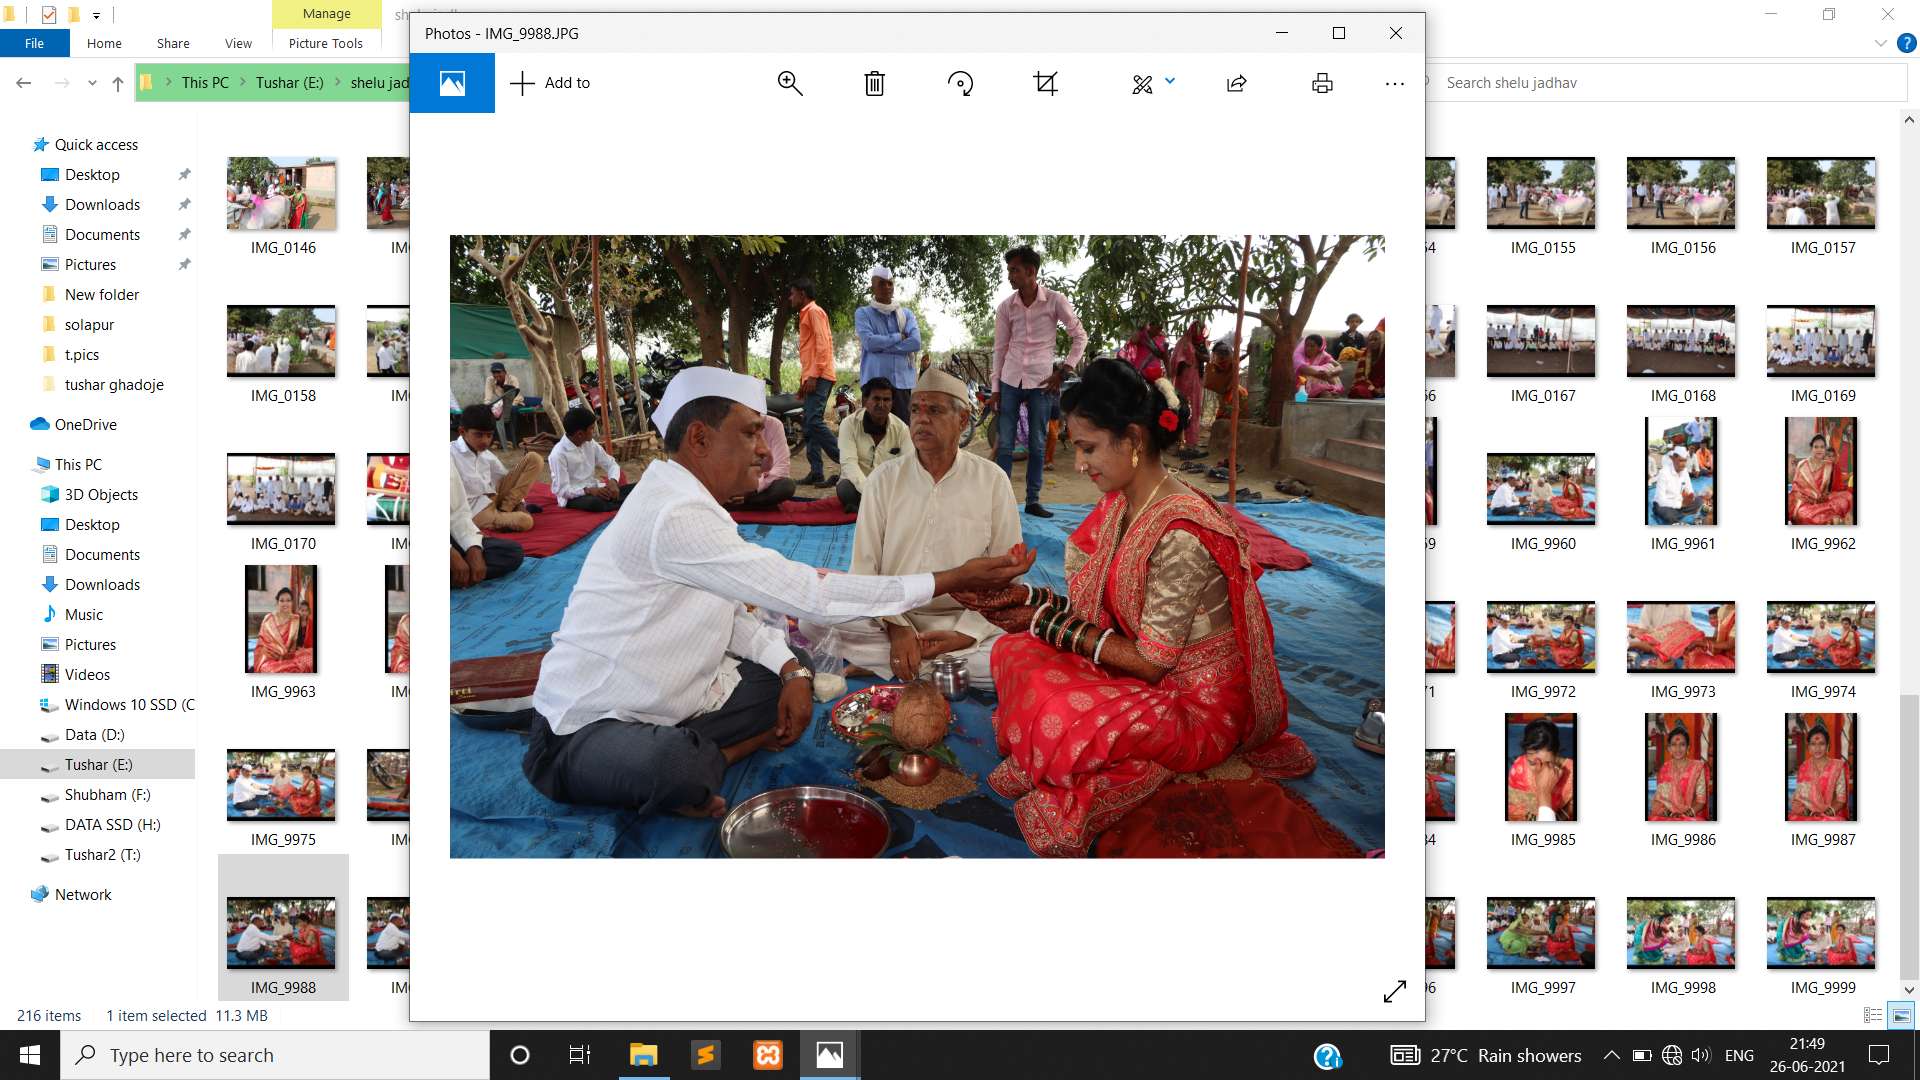 Manage
File
Home
Share
View
Picture Tools
Photos - IMG_9988.JPG
Add to
This PC
Tushar (E:)
shelu jad
Search shelu jadhav
Quick access
Desktop
Downloads
Documents
Pictures
New folder
solapur
t.pics
tushar ghadoje
OneDrive
This PC
3D Objects
Desktop
Documents
Downloads
Music
Pictures
Videos
Windows 10 SSD (C
Data (D:)
Tushar (E:)
Shubham (F:)
DATA SSD (H:)
Tushar2 (T:)
Network
IMG_0146
IMG_0155
IMG_0156
IMG_0157
IMG_0158
IMG_0167
IMG_0168
IMG_0169
IMG_0170
IMG_9960
IMG_9961
IMG_9962
IMG_9963
IMG_9972
IMG_9973
IMG_9974
IMG_9975
IMG_9985
IMG_9986
IMG_9987
IMG_9988
IMG_9997
IMG_9998
IMG_9999
216 items
1 item selected 11.3 MB
Type here to search
27°C Rain showers
ENG
21:49
26-06-2021